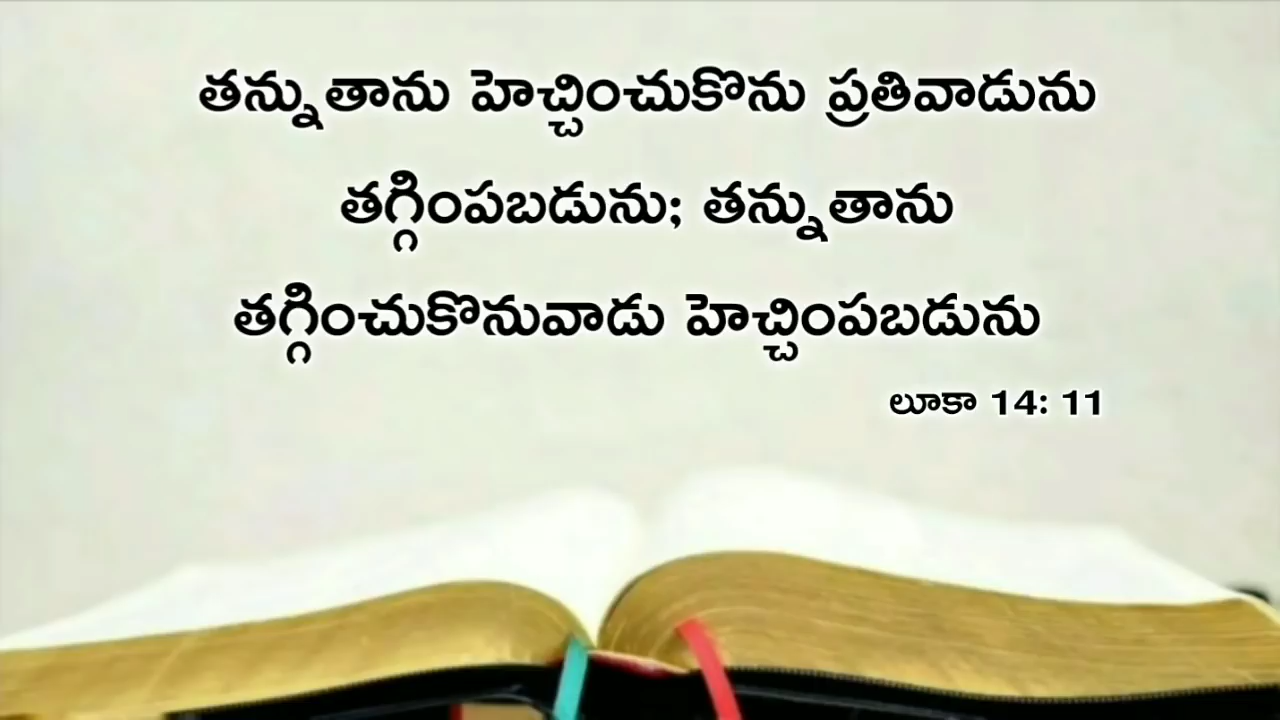 తన్నుతాను హెచ్చించుకొను ప్రతివాడును
తగ్గింపబడును; తన్నుతాను
తగ్గించుకొనువాడు హెచ్చింపబడును
లూకా 14: 11